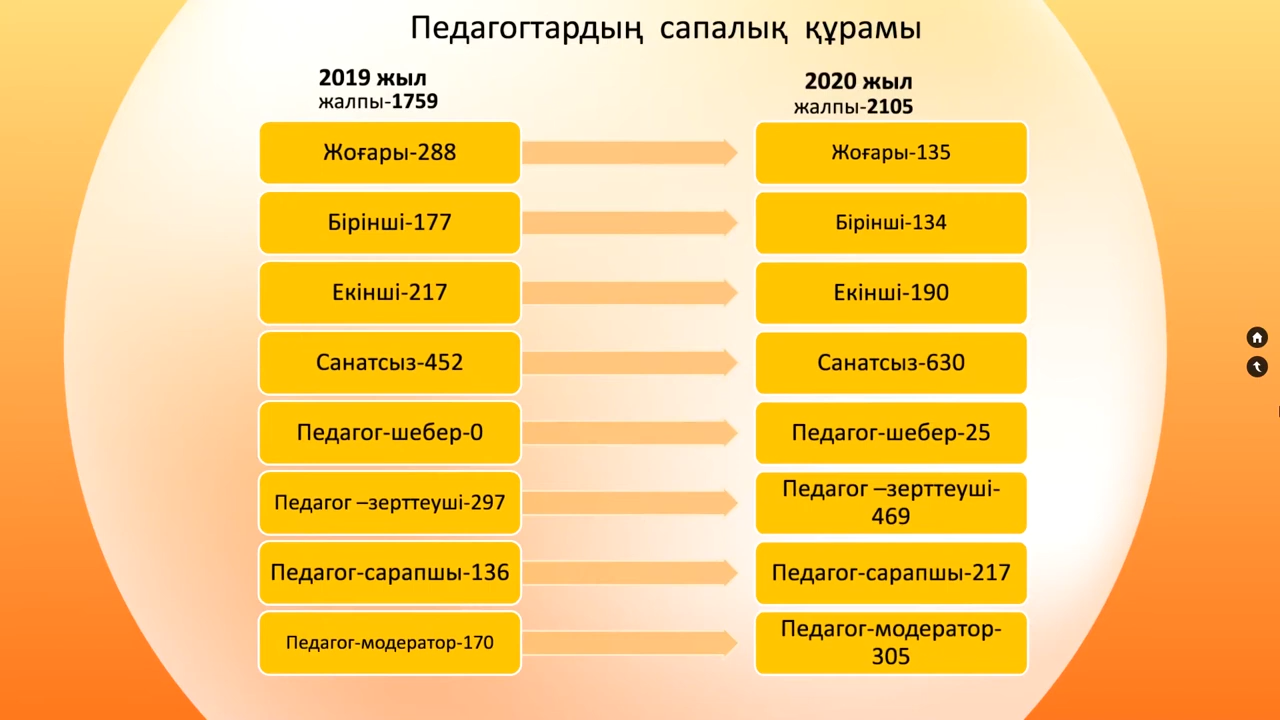 Педагогтардың сапалық құрамы
2019 жыл
жалпы-1759
2020 жыл
жалпы-2105
Жоғары-288
Жоғары-135
Бірінші-177
Бірінші-134
Екінші-217
Екінші-190
Санатсыз-452
Санатсыз-630
Педагог-шебер-0
Педагог-шебер-25
Педагог –зерттеуші-297
Педагог –зерттеуші-
469
Педагог-сарапшы-136
Педагог-сарапшы-217
Педагог-модератор-170
Педагог-модератор-
305